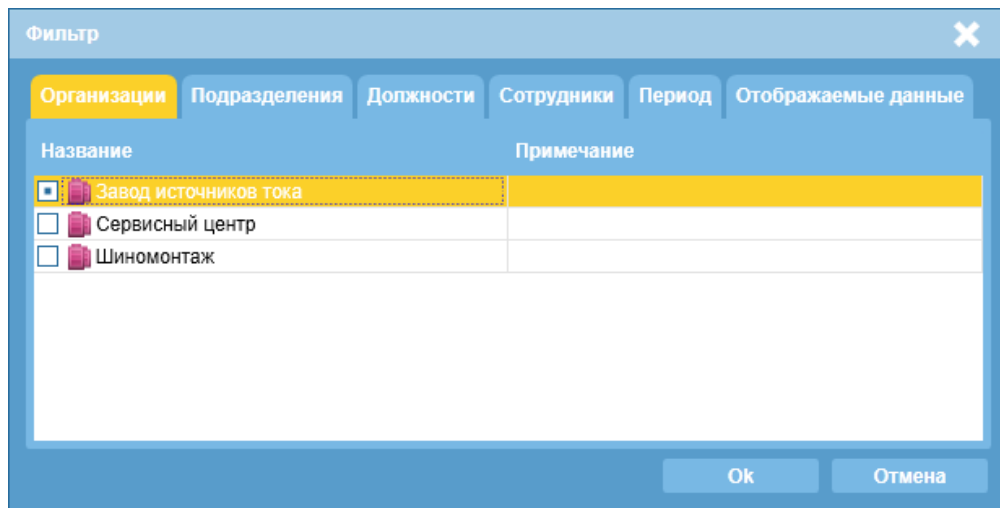 Фильтр
Организации Подразделения Должности Сотрудники Период Отображаемые данные
Название Примечание
Завод источников тока
Сервисный центр
Шиномонтаж
Ok Отмена